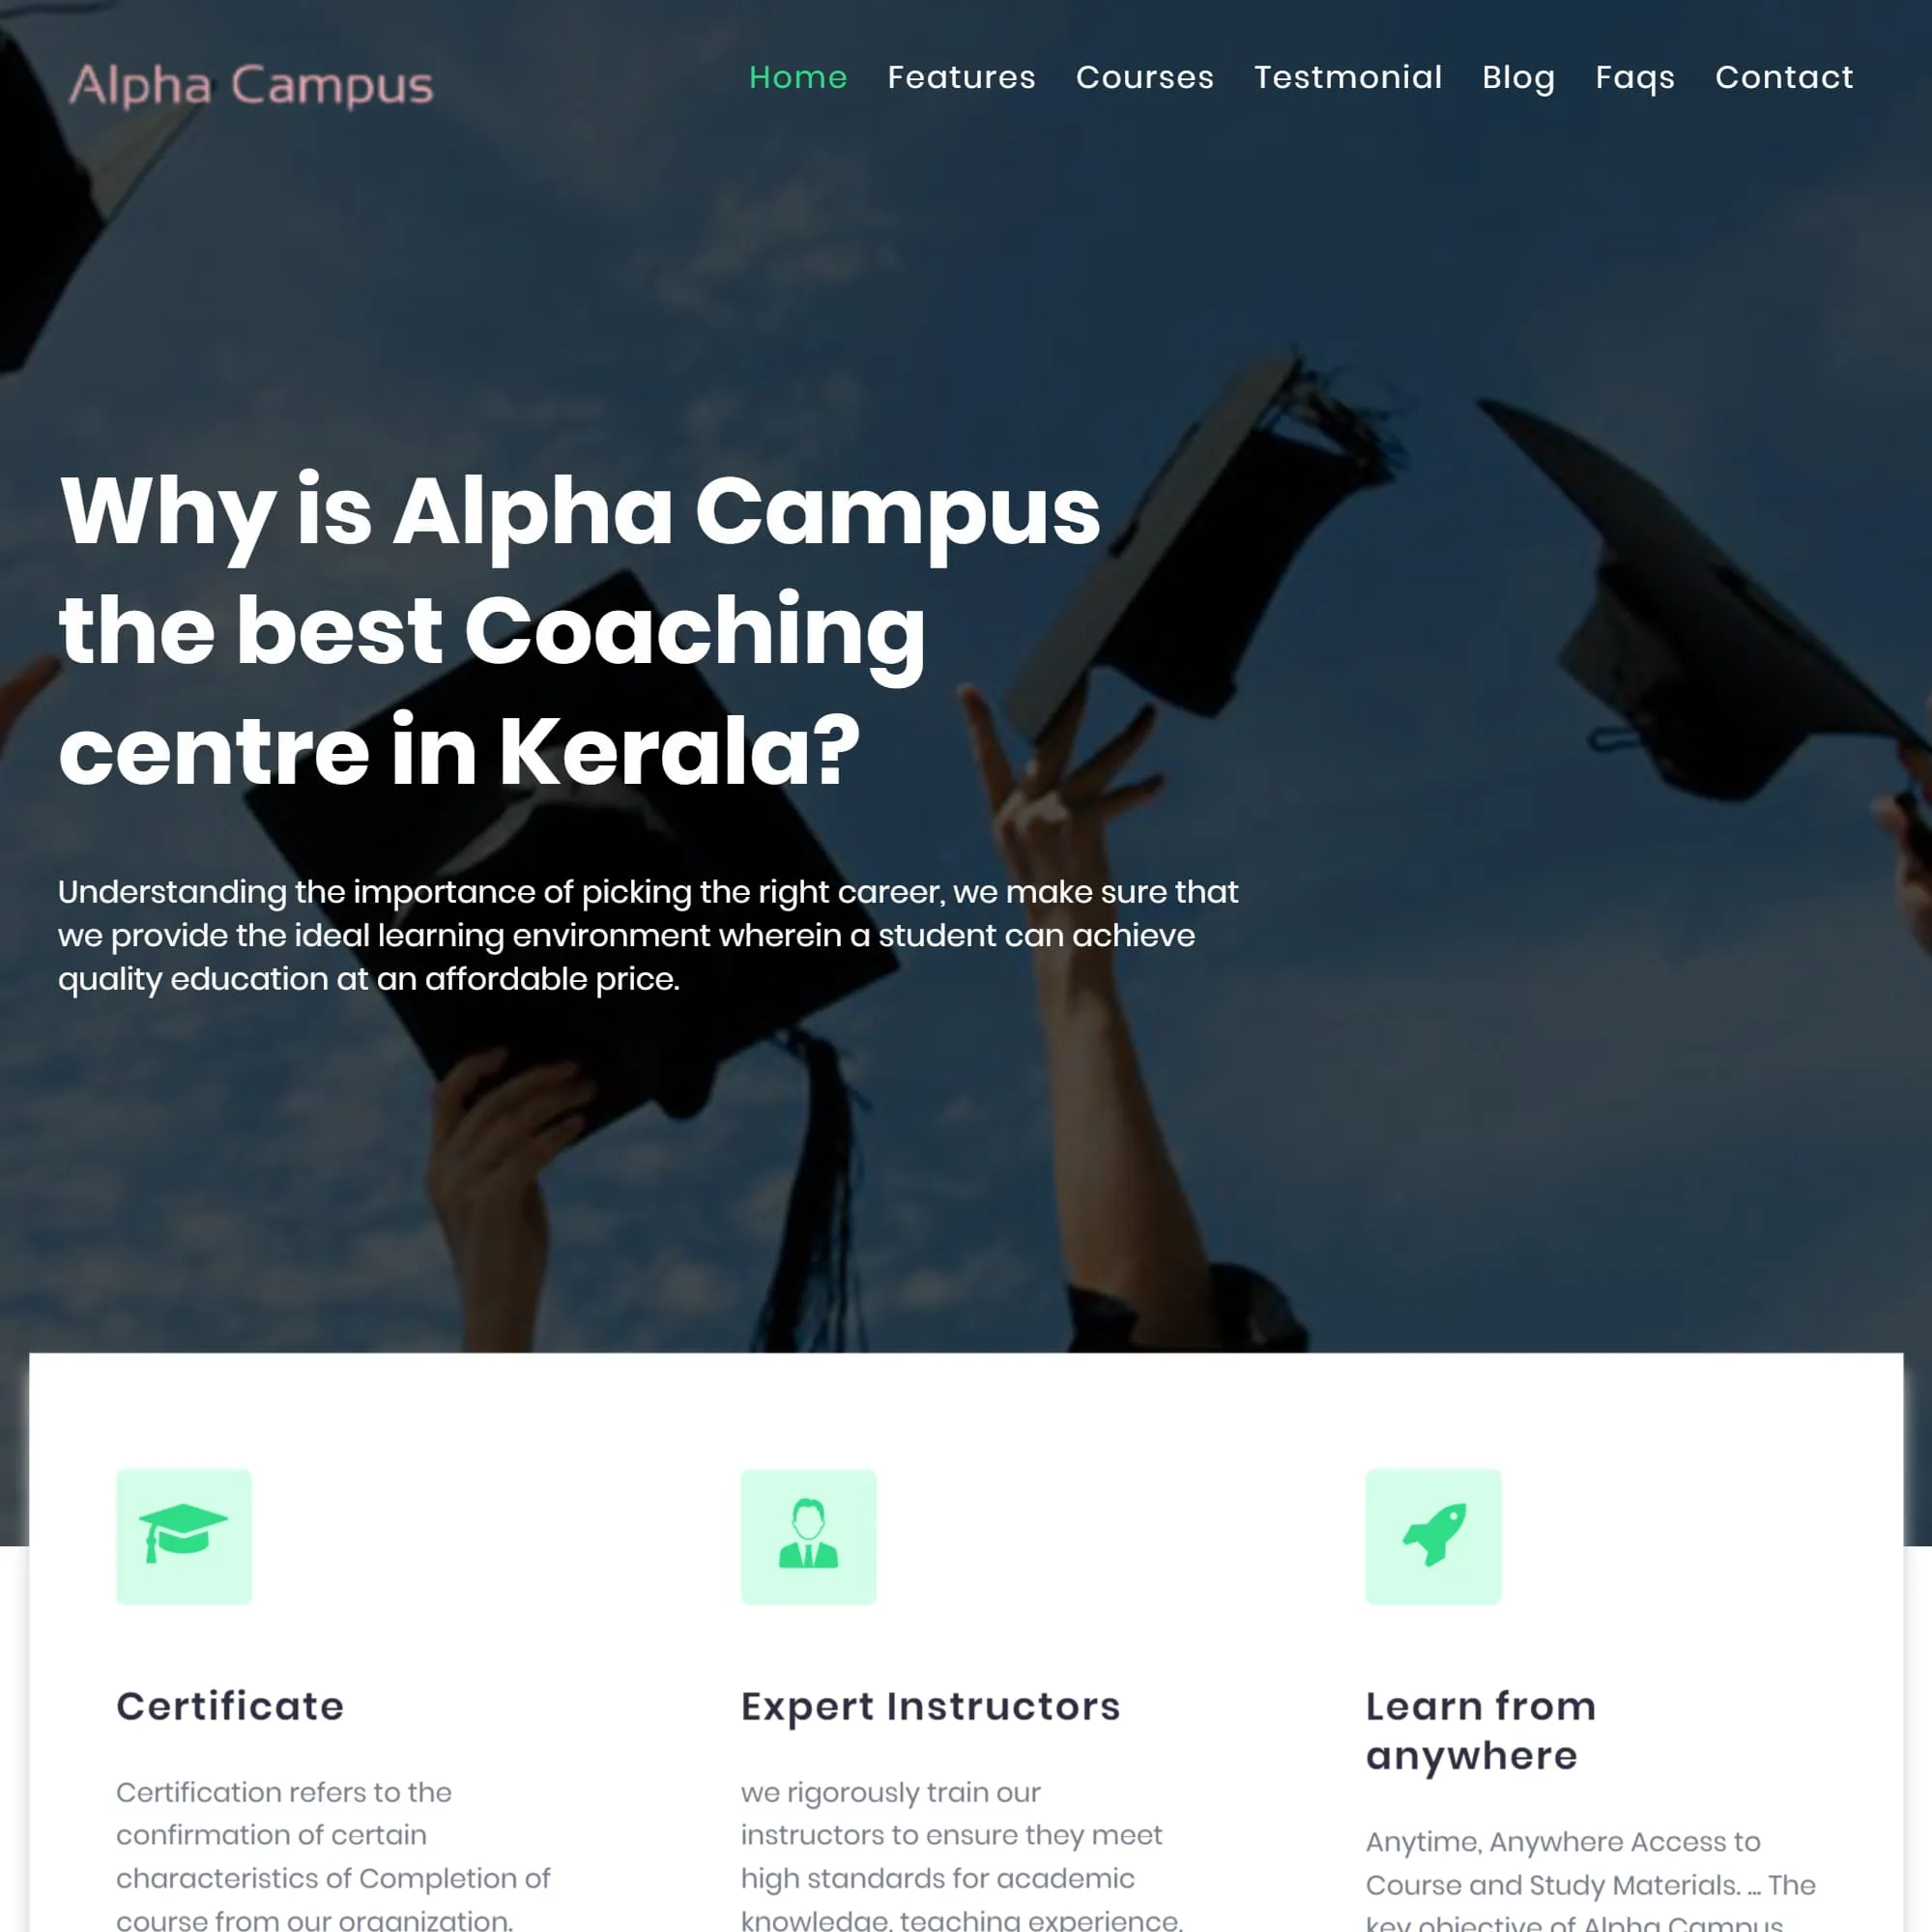 Alpha Campus
Home Features Courses Testmonial Blog Faqs Contact
Why is Alpha Campus
the best Coaching
centre in Kerala?
Understanding the importance of picking the right career, we make sure that
we provide the ideal learning environment wherein a student can achieve
quality education at an affordable price.
Certificate
Certification refers to the
confirmation of certain
characteristics of Completion of
course from our organization.
Expert Instructors
we rigorously train our
instructors to ensure they meet
high standards for academic
knowledge, teaching experience,
Learn from
anywhere
Anytime, Anywhere Access to
Course and Study Materials. ... The
key objective of Alpha Campus